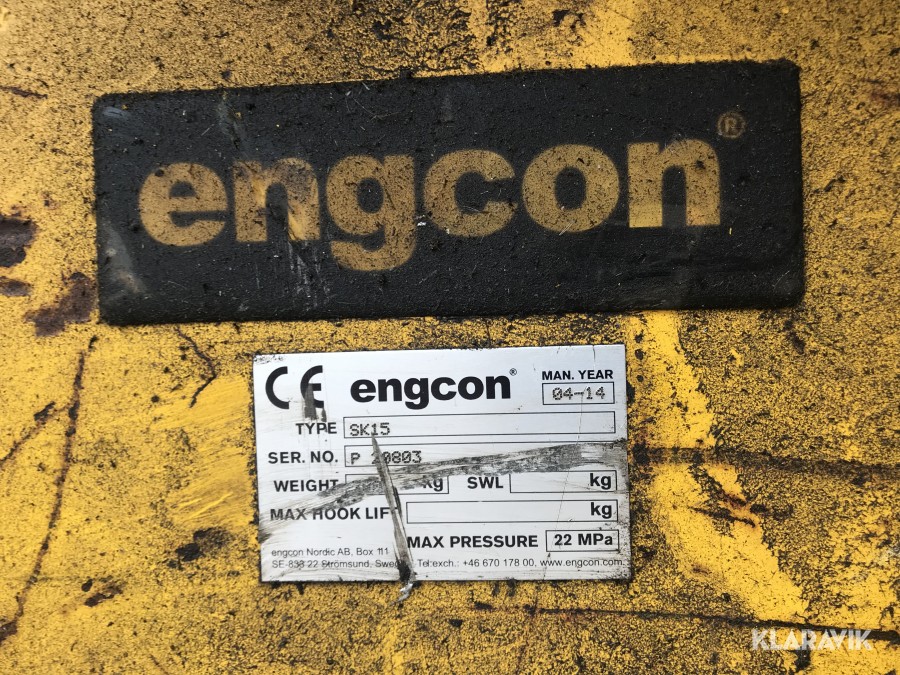 engcon®
CE engcon® MAN. YEAR
04-14
TYPE SK15
SER. NO. P 20803
WEIGHT kg SWL kg
MAX HOOK LIFT kg
MAX PRESSURE 22 MPa
engcon Nordic AB, Box 111
SE-833 22 Strömsund, Sweden Tel:exch.: +46 670 178 00, www.engcon.com
KLARAVIK